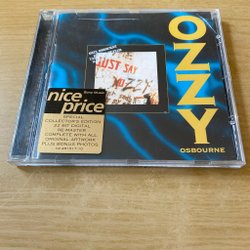 OZZY
OSBOURNE
JUST SAY
OZZY
nice
price
SPECIAL
COLLECTOR'S EDITION
22 BIT DIGITAL
RE MASTER
COMPLETE WITH ALL
ORIGINAL ARTWORK
PLUS BONUS PHOTOS